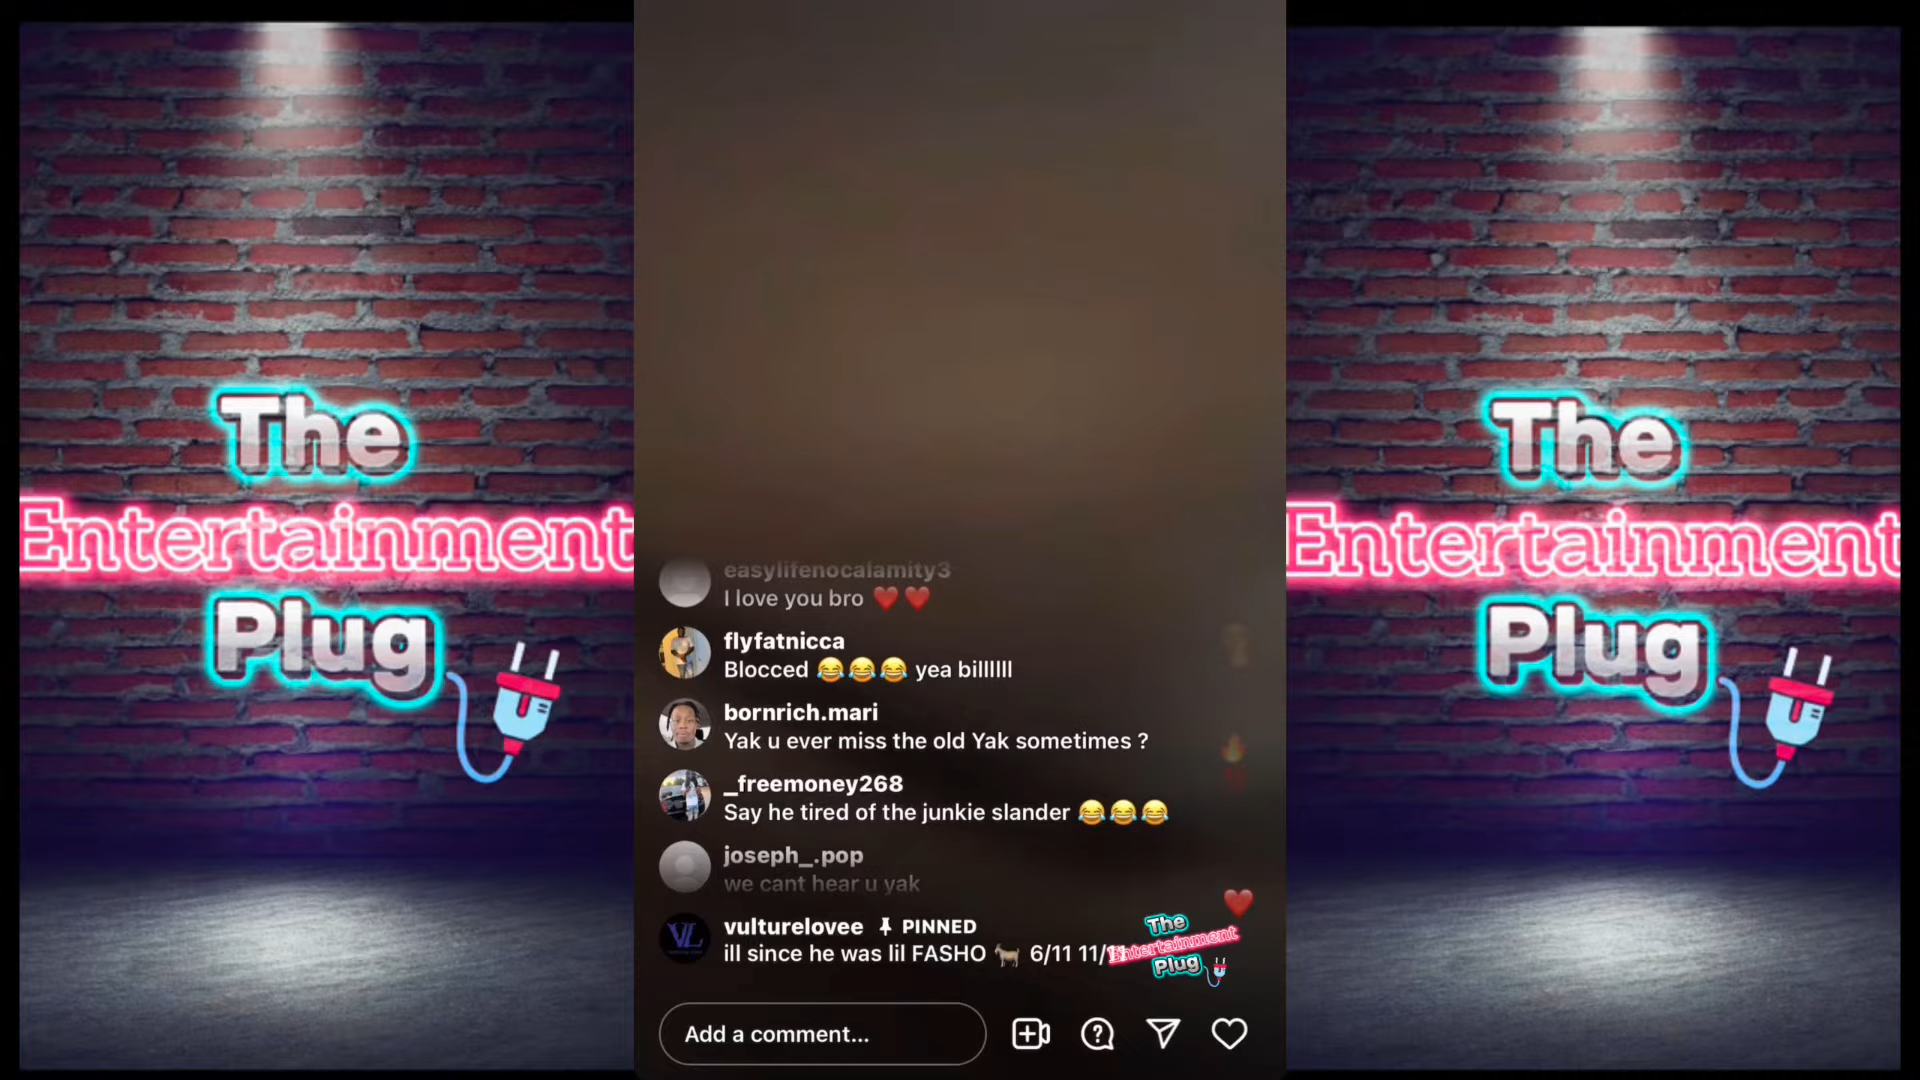 The
Entertainment
Plug
easylifenocalamity3
I love you bro ❤️❤️
flyfatnicca
Blocced 😂😂😂 yea billllll
bornrich.mari
Yak u ever miss the old Yak sometimes ?
_freemoney268
Say he tired of the junkie slander 😂😂😂
joseph_.pop
we cant hear u yak
vulturelovee PINNED
ill since he was lil FASHO 🐐 6/11 11/11
The
Entertainment
Plug
Add a comment...
The
Entertainment
Plug